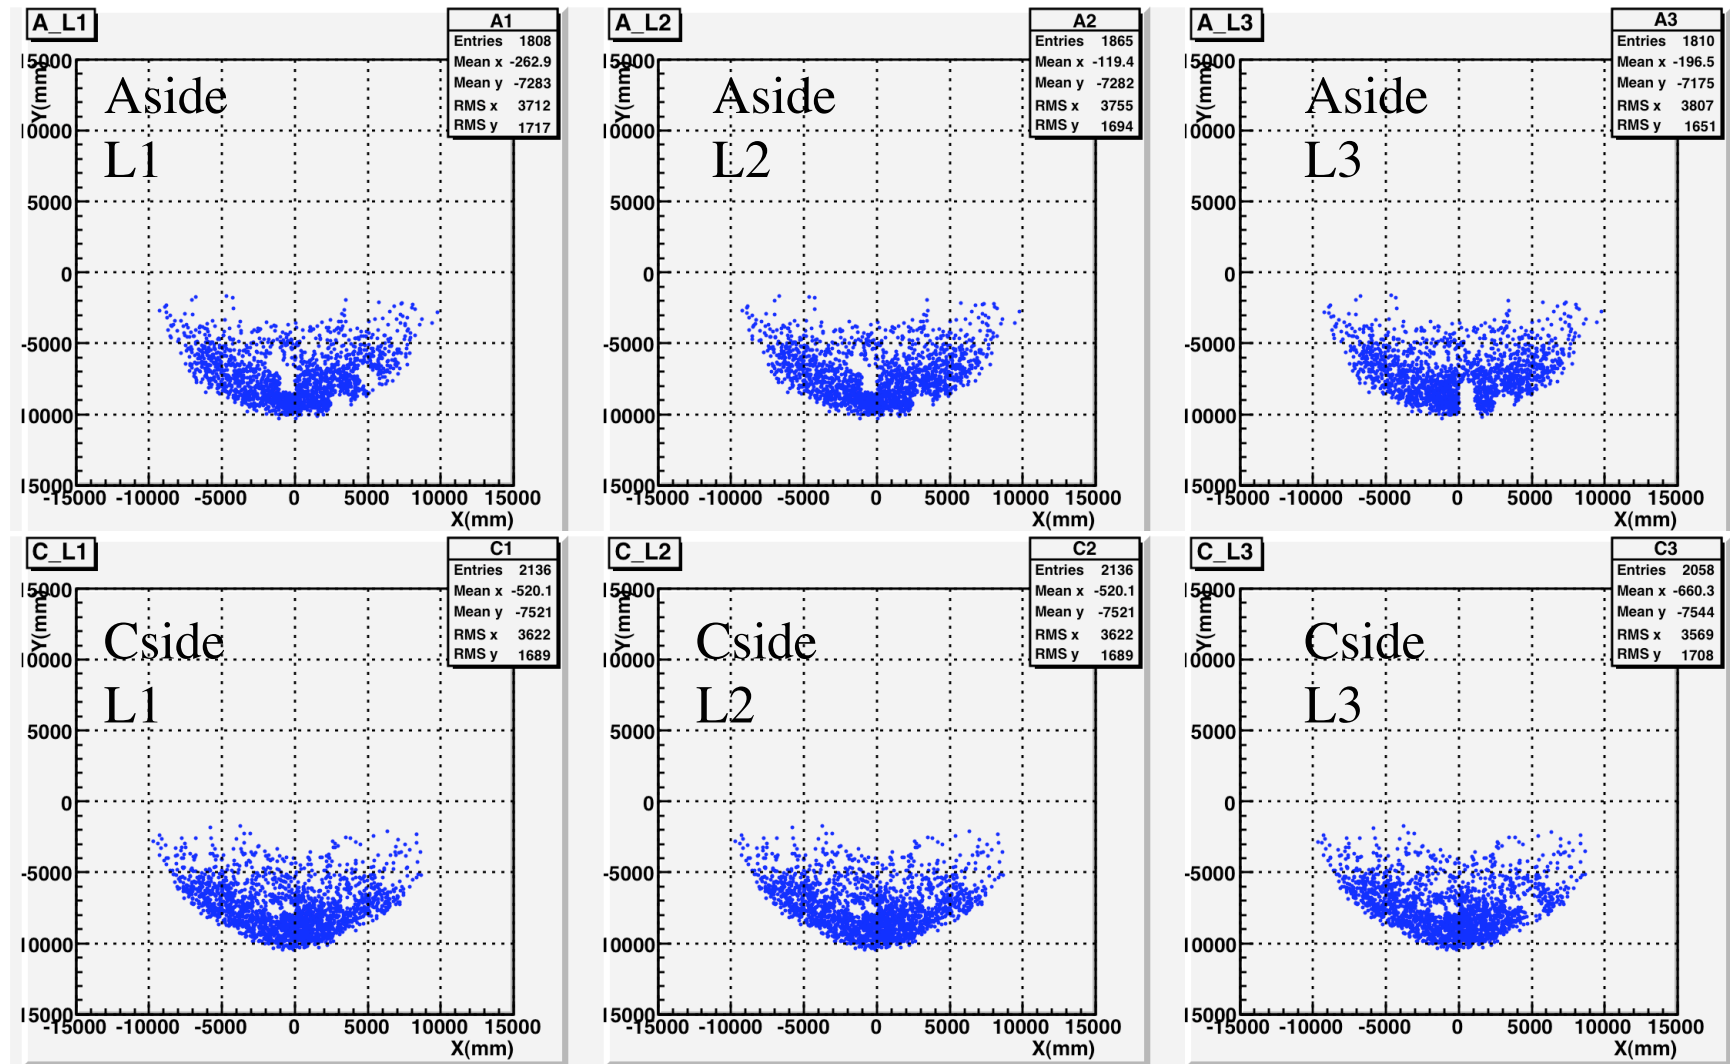 A_L1
A1
Entries 1808
Mean x -262.9
Mean y -7283
RMS x 3712
RMS y 1717
Aside
L1
Y(mm)
15000
10000
5000
0
-5000
10000
15000
-15000 -10000 -5000 0 5000 10000 15000
X(mm)
A_L2
A2
Entries 1865
Mean x -119.4
Mean y -7282
RMS x 3755
RMS y 1694
Aside
L2
Y(mm)
15000
10000
5000
0
-5000
10000
15000
-15000 -10000 -5000 0 5000 10000 15000
X(mm)
A_L3
A3
Entries 1810
Mean x -196.5
Mean y -7175
RMS x 3807
RMS y 1651
Aside
L3
Y(mm)
15000
10000
5000
0
-5000
10000
15000
-15000 -10000 -5000 0 5000 10000 15000
X(mm)
C_L1
C1
Entries 2136
Mean x -520.1
Mean y -7521
RMS x 3622
RMS y 1689
Cside
L1
Y(mm)
15000
10000
5000
0
-5000
10000
15000
-15000 -10000 -5000 0 5000 10000 15000
X(mm)
C_L2
C2
Entries 2136
Mean x -520.1
Mean y -7521
RMS x 3622
RMS y 1689
Cside
L2
Y(mm)
15000
10000
5000
0
-5000
10000
15000
-15000 -10000 -5000 0 5000 10000 15000
X(mm)
C_L3
C3
Entries 2058
Mean x -660.3
Mean y -7544
RMS x 3569
RMS y 1708
Cside
L3
Y(mm)
15000
10000
5000
0
-5000
10000
15000
-15000 -10000 -5000 0 5000 10000 15000
X(mm)